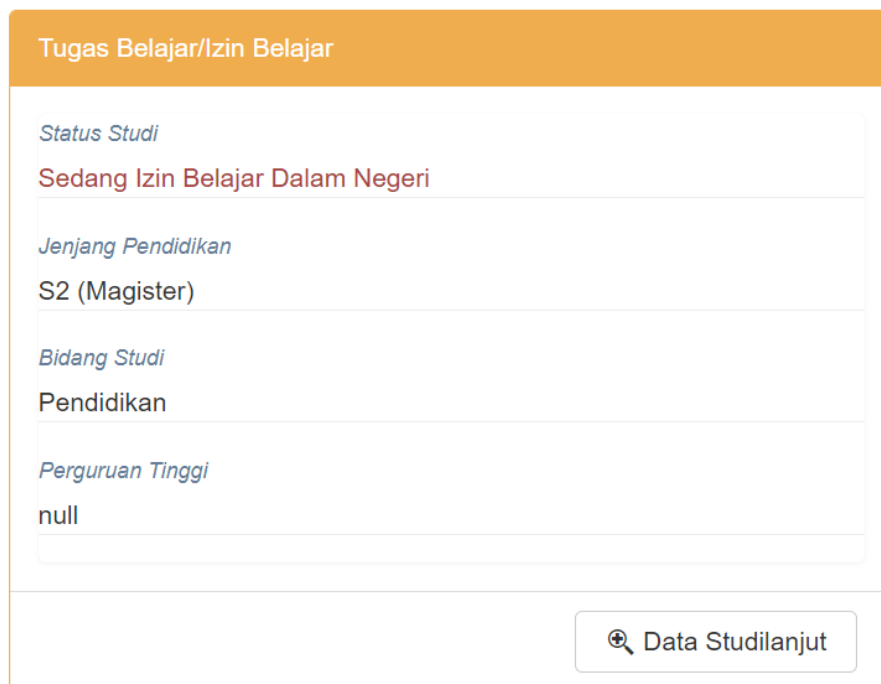 Tugas Belajar/Izin Belajar
Status Studi
Sedang Izin Belajar Dalam Negeri
Jenjang Pendidikan
S2 (Magister)
Bidang Studi
Pendidikan
Perguruan Tinggi
null
Data Studilanjut